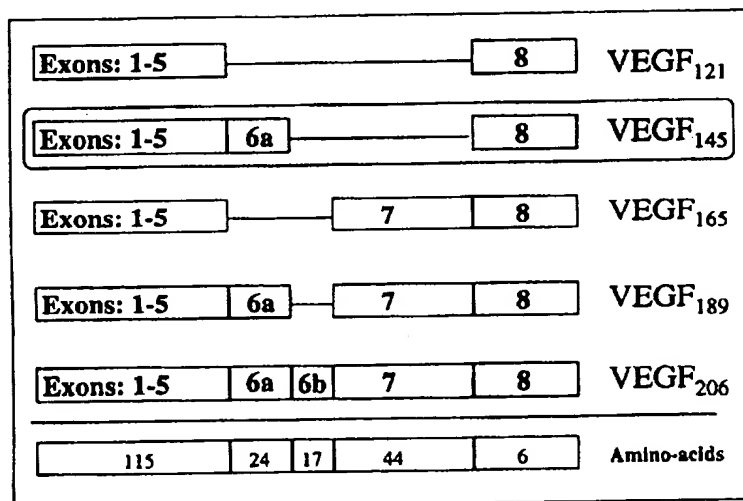 Exons: 1-5 8 VEGF121
Exons: 1-5 6a 8 VEGF145
Exons: 1-5 7 8 VEGF165
Exons: 1-5 6a 7 8 VEGF189
Exons: 1-5 6a 6b 7 8 VEGF206
115 24 17 44 6 Amino-acids